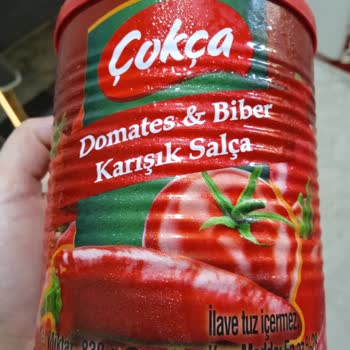 Çokça
Domates & Biber
Karışık Salça
İlave tuz içermez